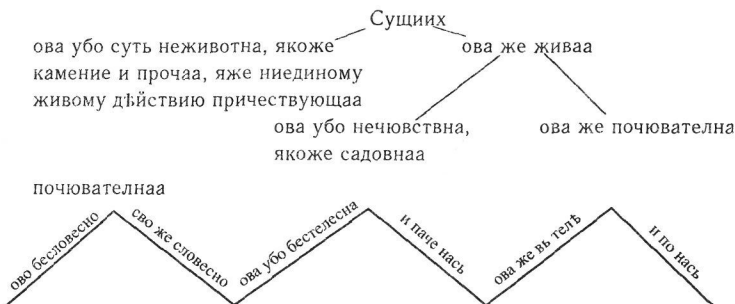 Сущиих
ова убо суть неживотна, якоже
ова же живаа
камение и прочаа, яже ниединому
живому дѣйствию причествующаа
ова убо нечювствна,
ова же почювателна
якоже садовнаа
почювателнаа
ово бесловесно
сво же словесно
ова убо бестелесна
и паче нась
ова же вь телѣ
и по нась